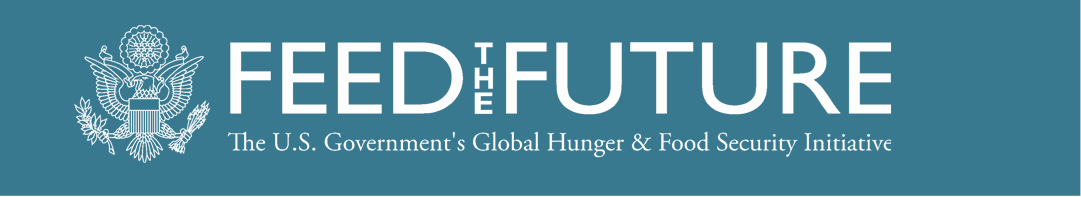 FEED THE FUTURE
The U.S. Government's Global Hunger & Food Security Initiative